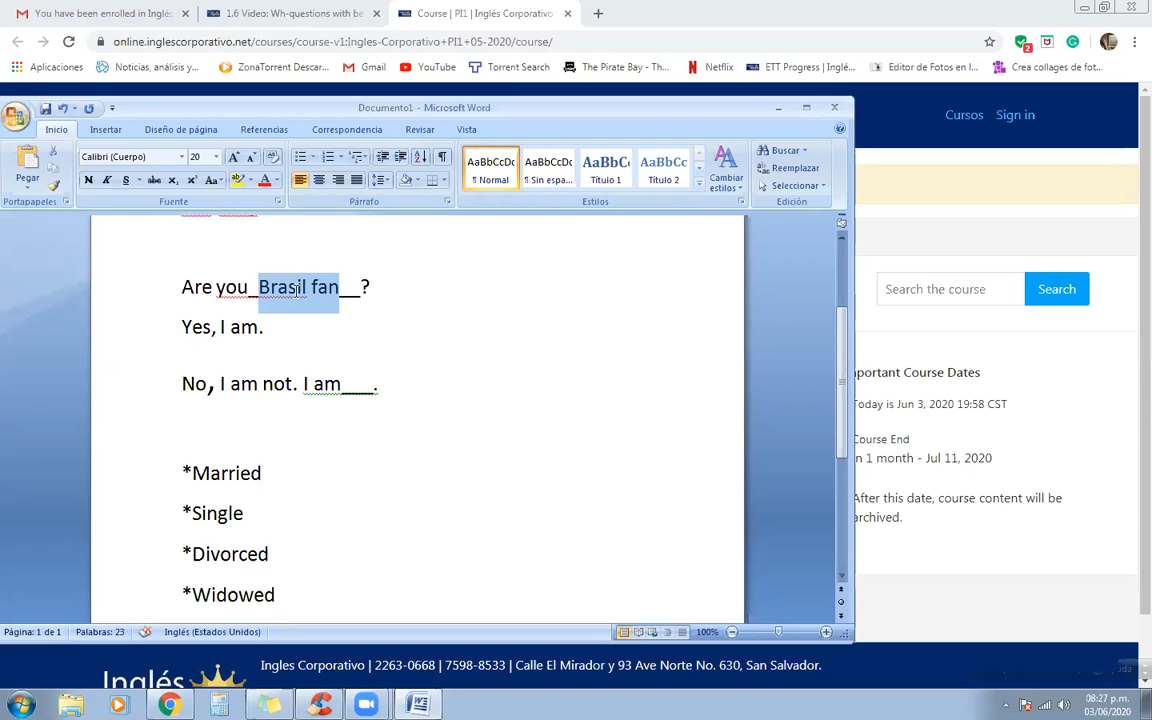 You have been enrolled in Inglés
1.6 Video: Wh-questions with be
Course | PI1 | Inglés Corporativo
online.inglescorporativo.net/courses/course-v1:Ingles-Corporativo+PI1+05-2020/course/
2
Aplicaciones
Noticias, análisis y...
ZonaTorrent Descar...
Gmail
YouTube
Torrent Search
The Pirate Bay - Th...
Netflix
ETT Progress | Inglé...
Editor de Fotos en l...
Crea collages de fot...
Cursos
Sign in
Documento1 - Microsoft Word
Inicio
Insertar
Diseño de página
Referencias
Correspondencia
Revisar
Vista
Pegar
Calibri (Cuerpo)
20
N K S abc x₂ x² Aa
AaBbCcDc
¶ Normal
AaBbCcDc
¶ Sin espa...
AaBbC
Título 1
AaBbCc
Título 2
Cambiar estilos
Buscar
Reemplazar
Seleccionar
Portapapeles
Fuente
Párrafo
Estilos
Edición
Are you_Brasil fan__?
Yes, I am.
No, I am not. I am___.
*Married
*Single
*Divorced
*Widowed
Search the course
Search
portant Course Dates
Today is Jun 3, 2020 19:58 CST
Course End
in 1 month - Jul 11, 2020
After this date, course content will be
archived.
Página: 1 de 1
Palabras: 23
Inglés (Estados Unidos)
100%
Inglés
Ingles Corporativo | 2263-0668 | 7598-8533 | Calle El Mirador y 93 Ave Norte No. 630, San Salvador.
08:27 p.m.
03/06/2020